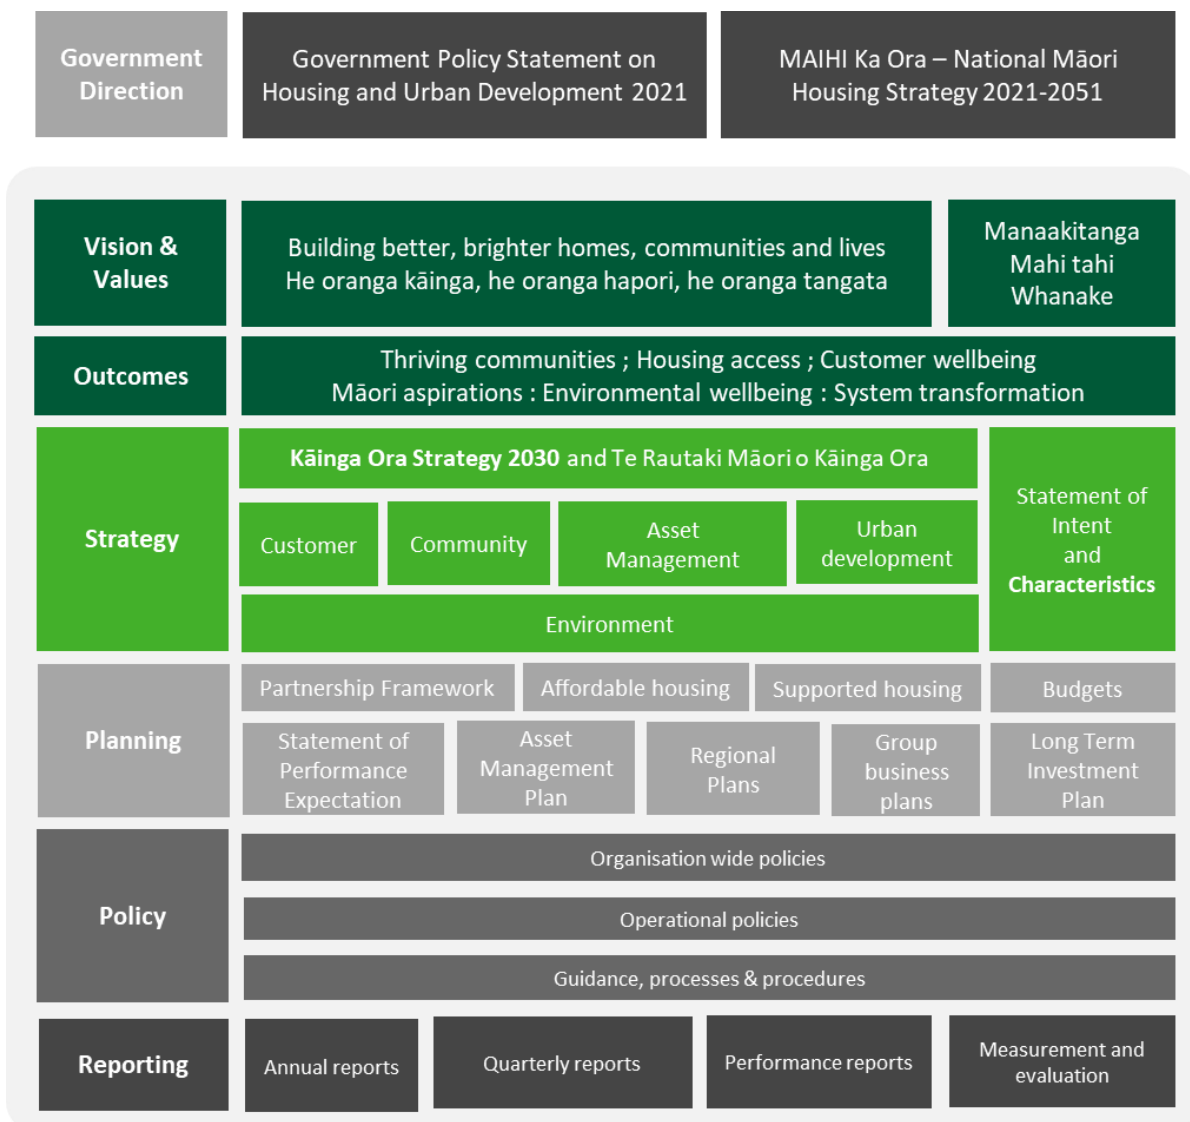 Government
Direction
Government Policy Statement on
Housing and Urban Development 2021
MAIHI Ka Ora – National Māori
Housing Strategy 2021-2051
Vision &
Values
Building better, brighter homes, communities and lives
He oranga kāinga, he oranga hapori, he oranga tangata
Manaakitanga
Mahi tahi
Whanake
Outcomes
Thriving communities ; Housing access ; Customer wellbeing
Māori aspirations : Environmental wellbeing : System transformation
Strategy
Kāinga Ora Strategy 2030 and Te Rautaki Māori o Kāinga Ora
Customer
Community
Asset
Management
Urban
development
Environment
Statement of
Intent
and
Characteristics
Planning
Partnership Framework
Affordable housing
Supported housing
Budgets
Statement of
Performance
Expectation
Asset
Management
Plan
Regional
Plans
Group
business
plans
Long Term
Investment
Plan
Policy
Organisation wide policies
Operational policies
Guidance, processes & procedures
Reporting
Annual reports
Quarterly reports
Performance reports
Measurement and
evaluation